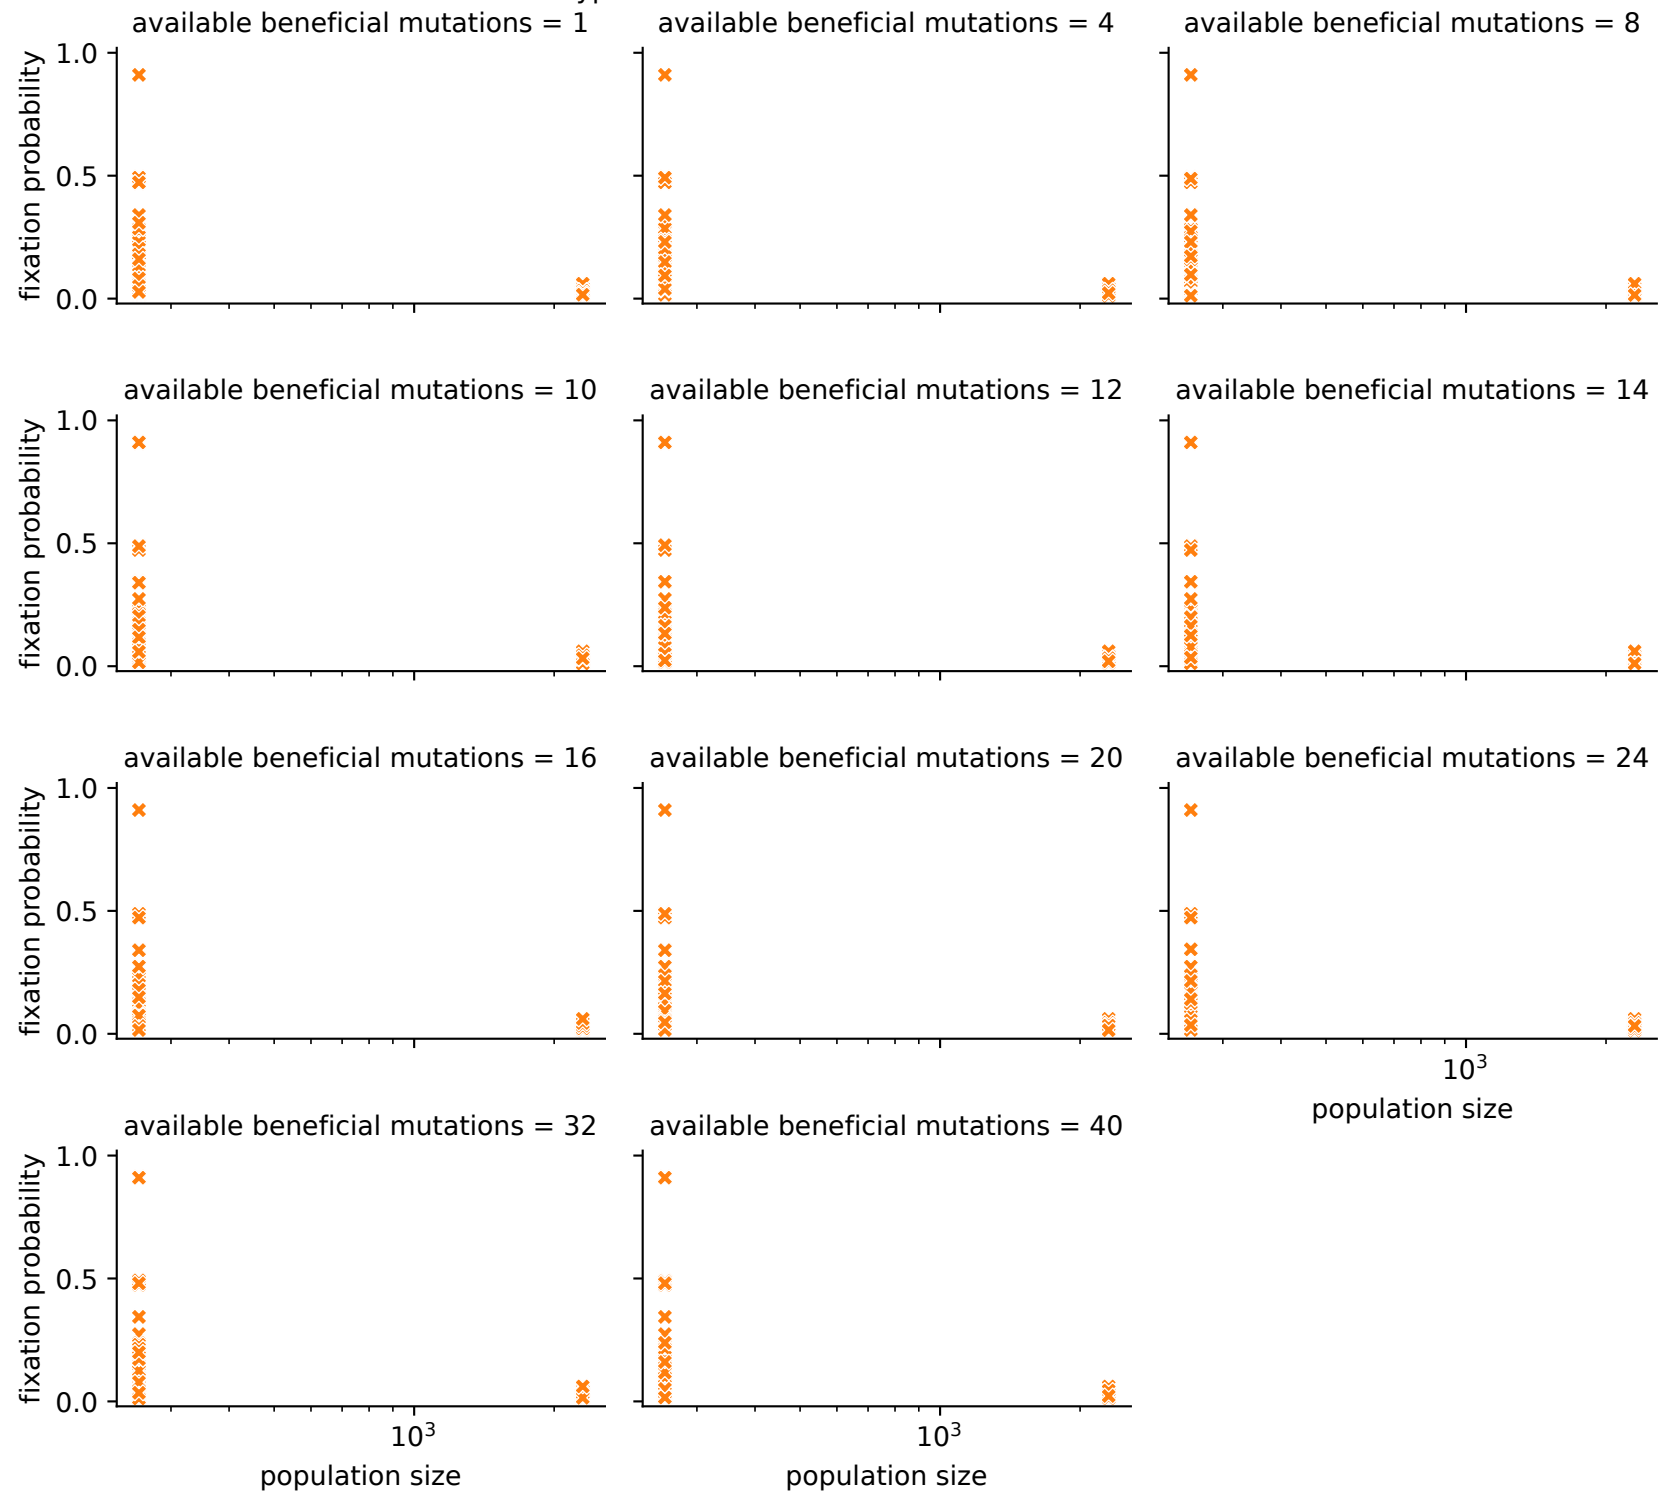 available beneficial mutations = 1
available beneficial mutations = 4
available beneficial mutations = 8
fixation probability
1.0
0.5
0.0
available beneficial mutations = 10
available beneficial mutations = 12
available beneficial mutations = 14
fixation probability
1.0
0.5
0.0
available beneficial mutations = 16
available beneficial mutations = 20
available beneficial mutations = 24
fixation probability
1.0
0.5
0.0
10³
population size
available beneficial mutations = 32
available beneficial mutations = 40
fixation probability
1.0
0.5
0.0
10³
10³
population size
population size